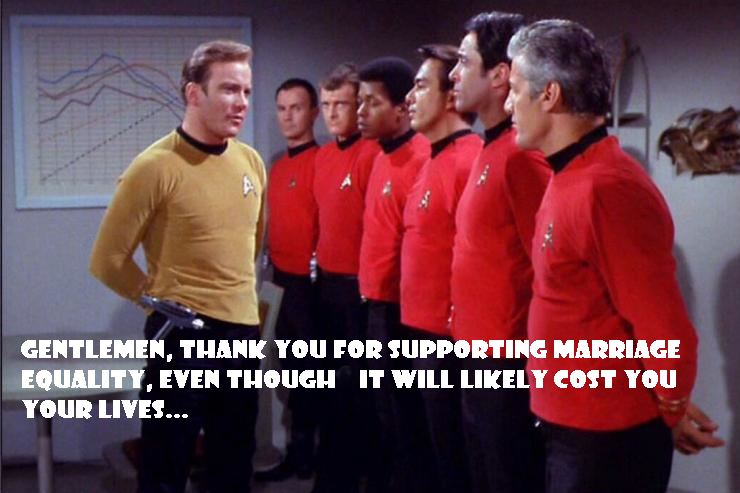 GENTLEMEN, THANK YOU FOR SUPPORTING MARRIAGE
EQUALITY, EVEN THOUGH IT WILL LIKELY COST YOU
YOUR LIVES...